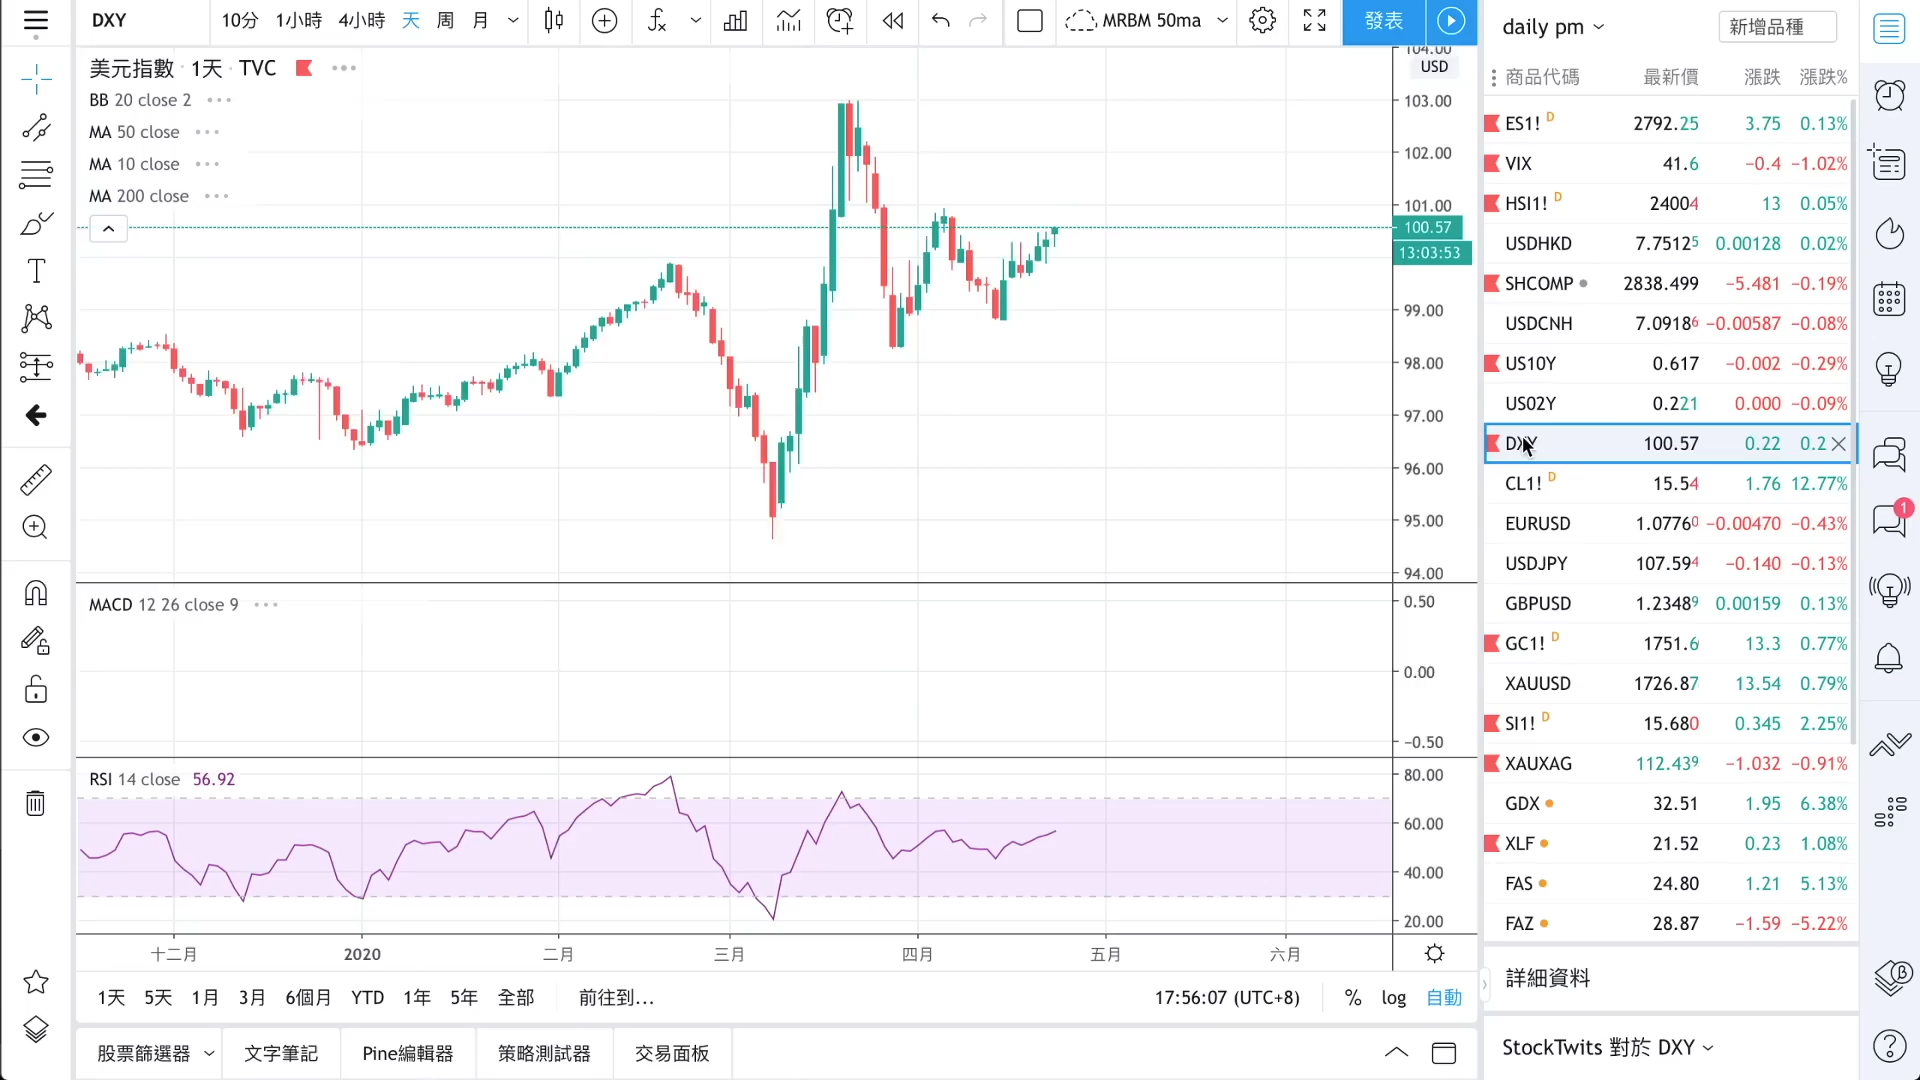 DXY 10分 1小時 4小時 天 周 月 MRBM 50ma 發表
美元指數 · 1天 · TVC
BB 20 close 2
MA 50 close
MA 10 close
MA 200 close
104.00
USD
103.00
102.00
101.00
100.57
13:03:53
99.00
98.00
97.00
96.00
95.00
94.00
MACD 12 26 close 9
0.50
0.00
−0.50
RSI 14 close 56.92
80.00
60.00
40.00
20.00
十二月 2020 二月 三月 四月 五月 六月
1天 5天 1月 3月 6個月 YTD 1年 5年 全部 前往到...
17:56:07 (UTC+8) % log 自動
股票篩選器 文字筆記 Pine編輯器 策略測試器 交易面板
daily pm 新增品種
商品代碼 最新價 漲跌 漲跌%
ES1! D 2792.25 3.75 0.13%
VIX 41.6 −0.4 −1.02%
HSI1! D 24004 13 0.05%
USDHKD 7.75125 0.00128 0.02%
SHCOMP 2838.499 −5.481 −0.19%
USDCNH 7.09186 −0.00587 −0.08%
US10Y 0.617 −0.002 −0.29%
US02Y 0.221 0.000 −0.09%
DXY 100.57 0.22 0.2
CL1! D 15.54 1.76 12.77%
EURUSD 1.07760 −0.00470 −0.43%
USDJPY 107.594 −0.140 −0.13%
GBPUSD 1.23489 0.00159 0.13%
GC1! D 1751.6 13.3 0.77%
XAUUSD 1726.87 13.54 0.79%
SI1! D 15.680 0.345 2.25%
XAUXAG 112.439 −1.032 −0.91%
GDX 32.51 1.95 6.38%
XLF 21.52 0.23 1.08%
FAS 24.80 1.21 5.13%
FAZ 28.87 −1.59 −5.22%
詳細資料
StockTwits 對於 DXY
1